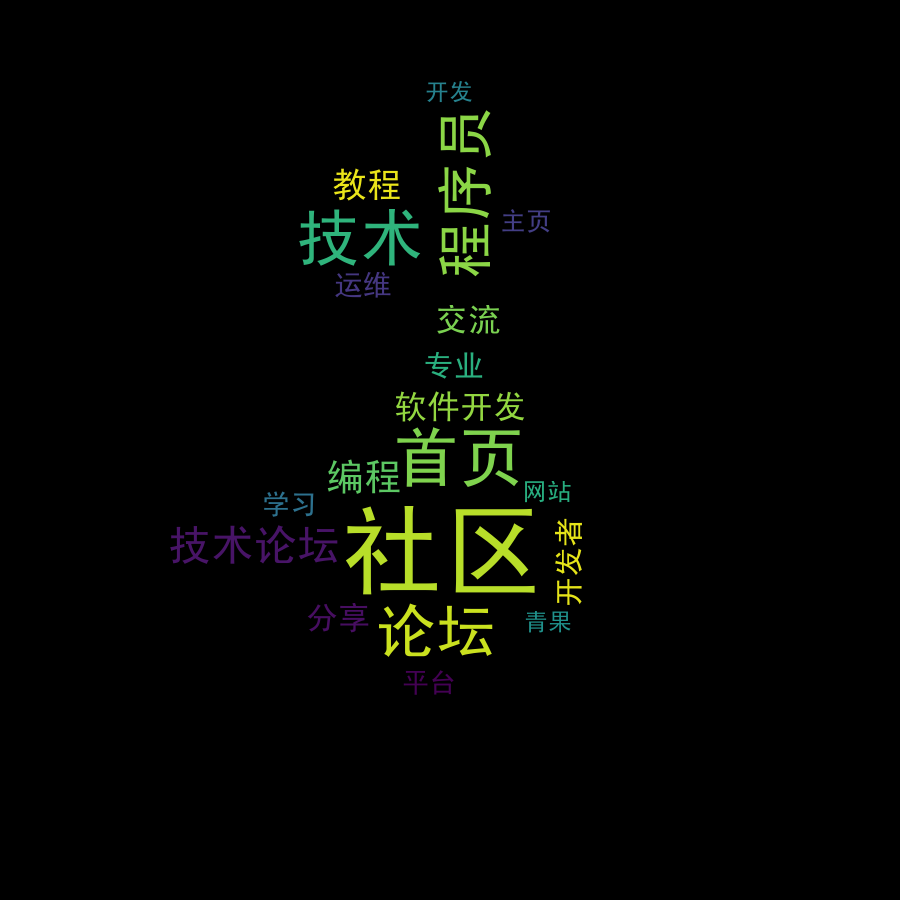 开发
程序员
教程
技术
主页
运维
交流
专业
软件开发
首页
编程
网站
学习
社区
开发者
技术论坛
分享
论坛
青果
平台